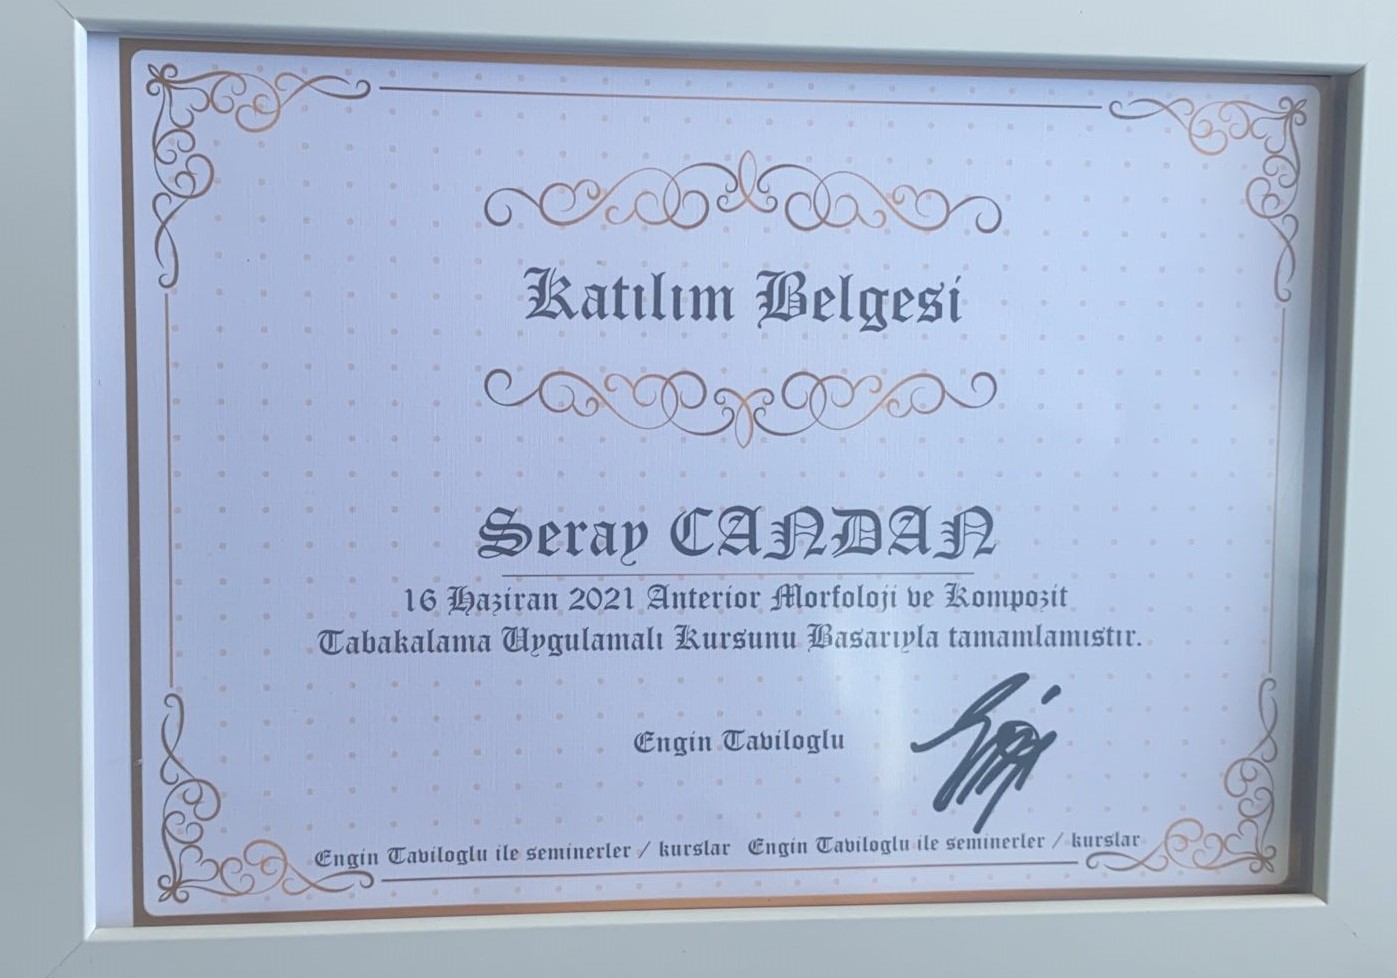 Katılım Belgesi
Seray CANDAN
16 Haziran 2021 Anterior Morfoloji ve Kompozit
Tabakalama Uygulamalı Kursunu Basarıyla tamamlamıstır.
Engin Taviloglu
Engin Taviloglu ile seminerler / kurslar Engin Taviloglu ile seminerler / kurslar